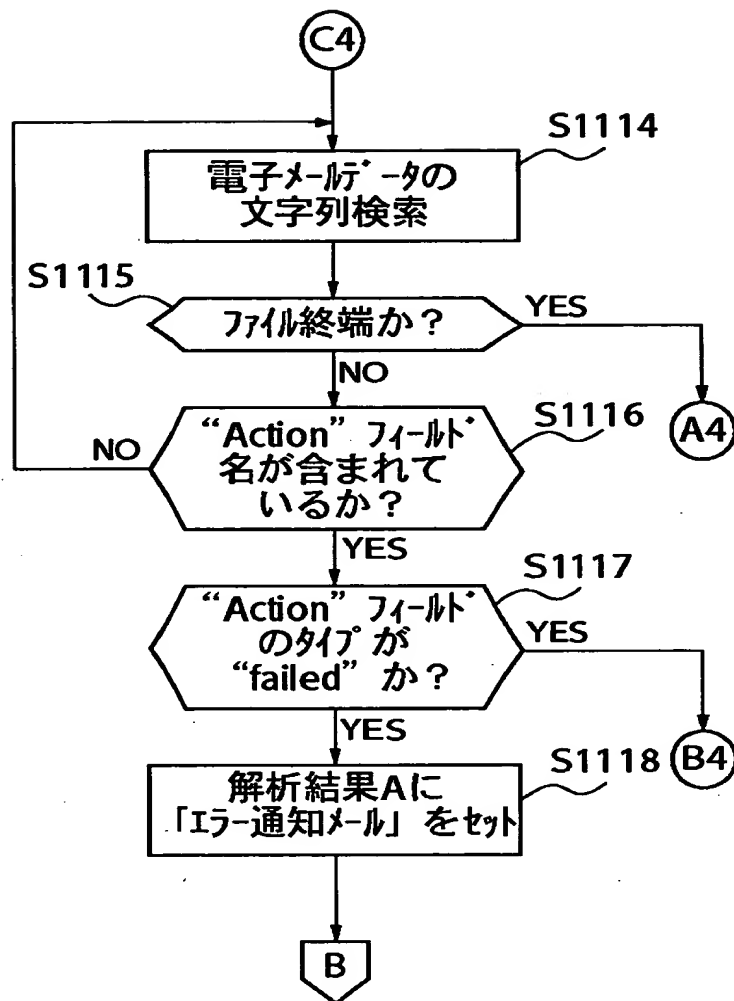 C4
S1114
電子ﾒｰﾙﾃﾞｰﾀの
文字列検索
S1115
ﾌｧｲﾙ終端か？
YES
NO
A4
S1116
“Action” ﾌｨｰﾙﾄﾞ
名が含まれて
いるか？
NO
YES
S1117
“Action” ﾌｨｰﾙﾄﾞ
のﾀｲﾌﾟが
“failed” か？
YES
YES
B4
S1118
解析結果Aに
「ｴﾗｰ通知ﾒｰﾙ」をｾｯﾄ
B